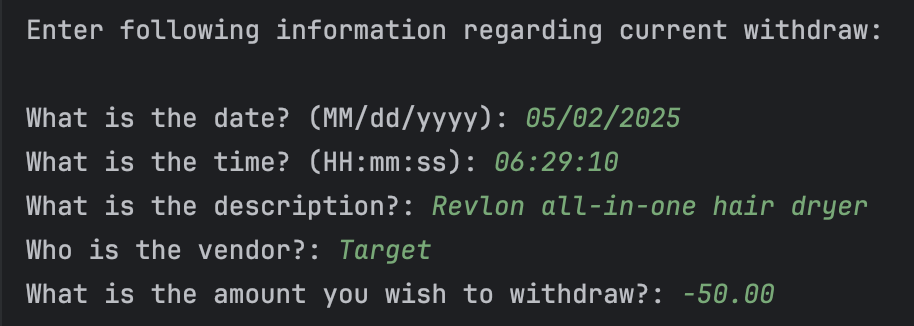 Enter following information regarding current withdraw:
What is the date? (MM/dd/yyyy): 05/02/2025
What is the time? (HH:mm:ss): 06:29:10
What is the description?: Revlon all-in-one hair dryer
Who is the vendor?: Target
What is the amount you wish to withdraw?: -50.00